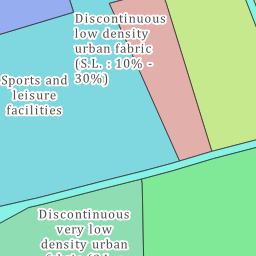 Discontinuous
low density
urban fabric
(S.L. : 10% -
30%)
Sports and
leisure
facilities
Discontinuous
very low
density urban